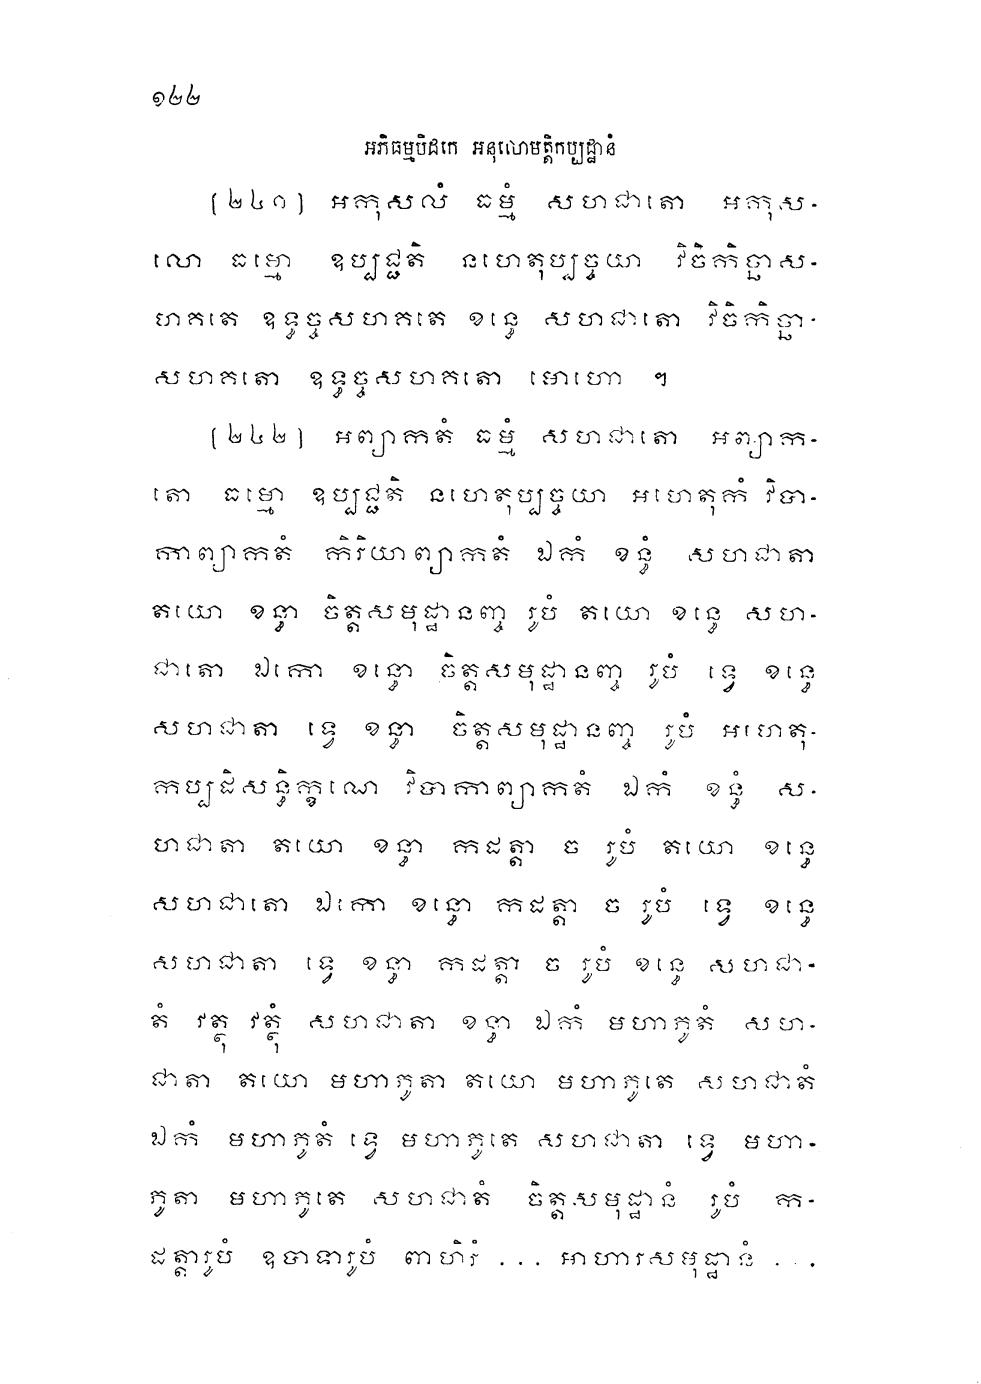 ១២២
អភិធម្មបិដកេ អនុលោមត្តិកប្បដ្ឋានំ
(២៤១) អកុសលំ ធម្មំ សហជាតោ អកុស-
លោ ធម្មោ ឧប្បជ្ជតិ នហេតុប្បច្ចយា វិចិកិច្ឆាស-
ហគតេ ឧទ្ធច្ចសហគតេ ខន្ធេ សហជាតោ វិចិកិច្ឆា-
សហគតោ ឧទ្ធច្ចសហគតោ មោហោ ។
(២៤២) អព្យាកតំ ធម្មំ សហជាតោ អព្យាក-
តោ ធម្មោ ឧប្បជ្ជតិ នហេតុប្បច្ចយា អហេតុកំ វិបា-
កាព្យាកតំ កិរិយាព្យាកតំ ឯកំ ខន្ធំ សហជាតា
តយោ ខន្ធា ចិត្តសមុដ្ឋានញ្ច រូបំ តយោ ខន្ធេ សហ-
ជាតោ ឯកោ ខន្ធោ ចិត្តសមុដ្ឋានញ្ច រូបំ ទ្វេ ខន្ធេ
សហជាតា ទ្វេ ខន្ធា ចិត្តសមុដ្ឋានញ្ច រូបំ អហេតុ-
កប្បដិសន្ធិក្ខណេ វិបាកាព្យាកតំ ឯកំ ខន្ធំ ស-
ហជាតា តយោ ខន្ធា កដត្តា ច រូបំ តយោ ខន្ធេ
សហជាតោ ឯកោ ខន្ធោ កដត្តា ច រូបំ ទ្វេ ខន្ធេ
សហជាតា ទ្វេ ខន្ធា កដត្តា ច រូបំ ខន្ធេ សហជា-
តំ វត្ថុ វត្ថុំ សហជាតា ខន្ធា ឯកំ មហាភូតំ សហ-
ជាតា តយោ មហាភូតា តយោ មហាភូតេ សហជាតំ
ឯកំ មហាភូតំ ទ្វេ មហាភូតេ សហជាតា ទ្វេ មហា-
ភូតា មហាភូតេ សហជាតំ ចិត្តសមុដ្ឋានំ រូបំ ក-
ដត្តារូបំ ឧបាទារូបំ ពាហិរំ ... អាហារសមុដ្ឋានំ ...